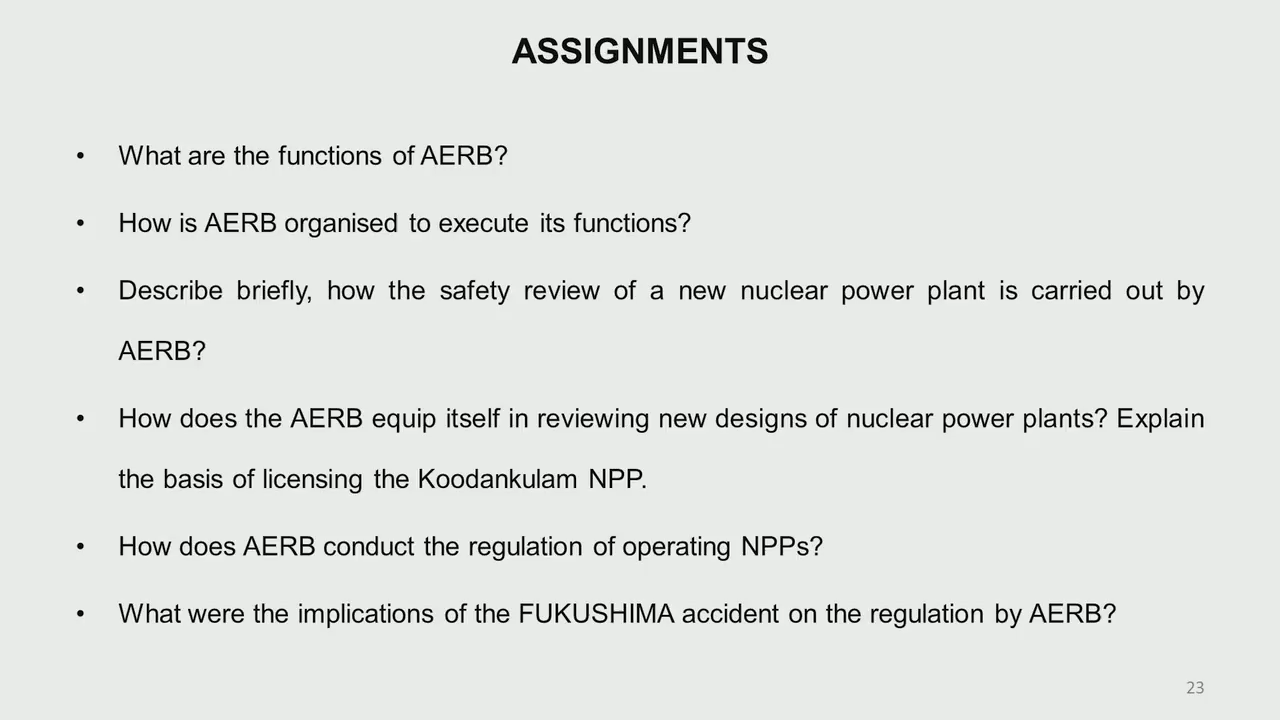 ASSIGNMENTS
• What are the functions of AERB?
• How is AERB organised to execute its functions?
• Describe briefly, how the safety review of a new nuclear power plant is carried out by
AERB?
• How does the AERB equip itself in reviewing new designs of nuclear power plants? Explain
the basis of licensing the Koodankulam NPP.
• How does AERB conduct the regulation of operating NPPs?
• What were the implications of the FUKUSHIMA accident on the regulation by AERB?
23